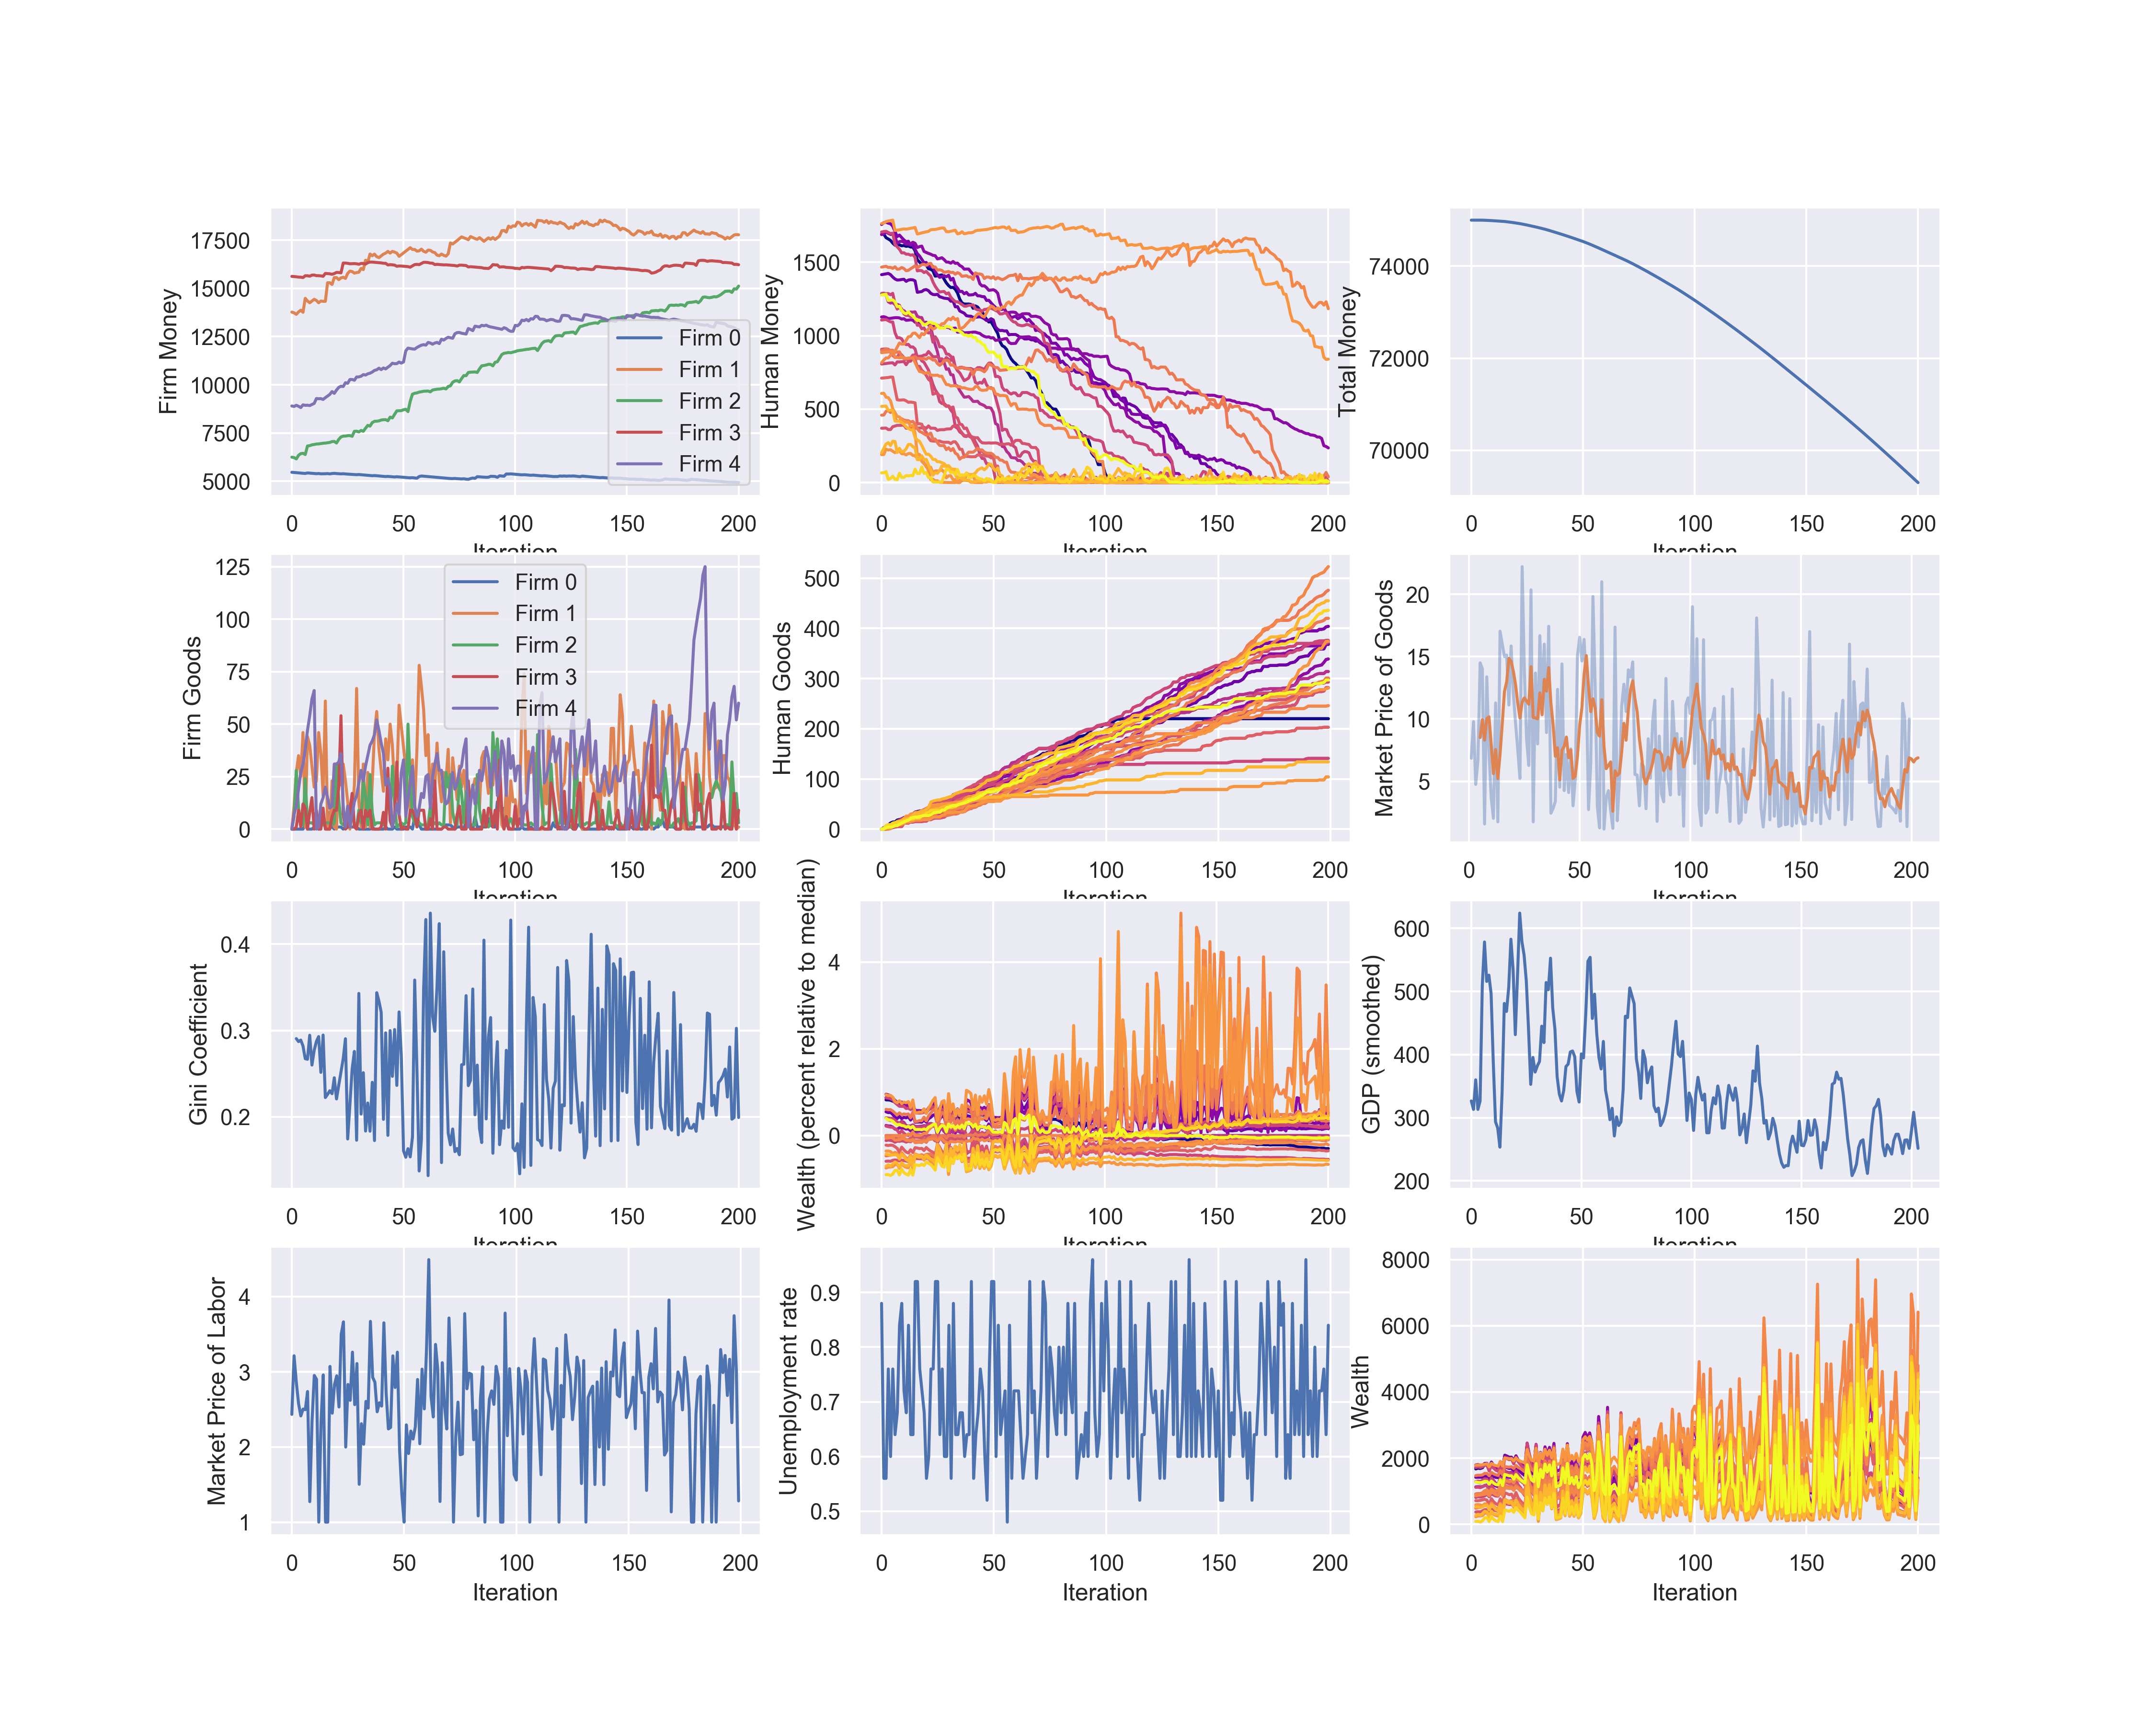 Firm Money
17500
15000
12500
10000
7500
5000
0 50 100 150 200
Iteration
Firm 0
Firm 1
Firm 2
Firm 3
Firm 4
Human Money
1500
1000
500
0
0 50 100 150 200
Iteration
Total Money
74000
72000
70000
0 50 100 150 200
Iteration
Firm Goods
125
100
75
50
25
0
0 50 100 150 200
Iteration
Firm 0
Firm 1
Firm 2
Firm 3
Firm 4
Human Goods
500
400
300
200
100
0
0 50 100 150 200
Iteration
Market Price of Goods
20
15
10
5
0 50 100 150 200
Iteration
Gini Coefficient
0.4
0.3
0.2
0 50 100 150 200
Iteration
Wealth (percent relative to median)
4
2
0
0 50 100 150 200
Iteration
GDP (smoothed)
600
500
400
300
200
0 50 100 150 200
Iteration
Market Price of Labor
4
3
2
1
0 50 100 150 200
Iteration
Unemployment rate
0.9
0.8
0.7
0.6
0.5
0 50 100 150 200
Iteration
Wealth
8000
6000
4000
2000
0
0 50 100 150 200
Iteration